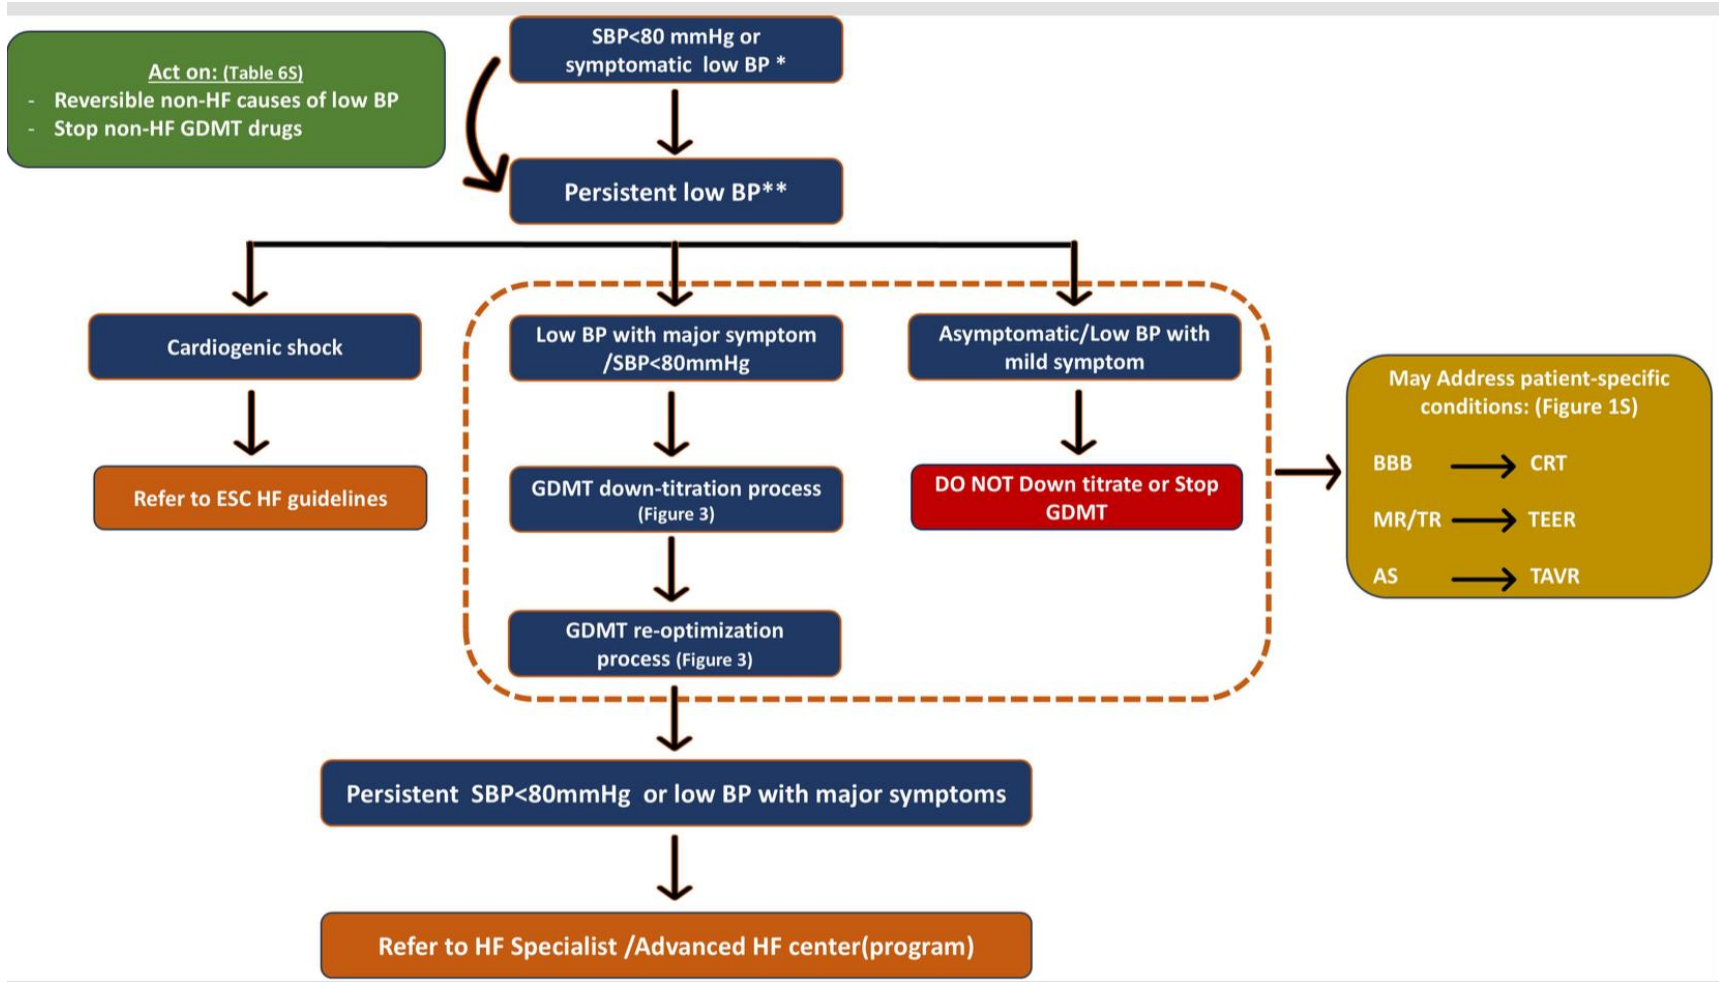 Act on: (Table 6S)
- Reversible non-HF causes of low BP
- Stop non-HF GDMT drugs
SBP<80 mmHg or
symptomatic low BP *
Persistent low BP**
Cardiogenic shock
Refer to ESC HF guidelines
Low BP with major symptom
/SBP<80mmHg
GDMT down-titration process
(Figure 3)
GDMT re-optimization
process (Figure 3)
Asymptomatic/Low BP with
mild symptom
DO NOT Down titrate or Stop
GDMT
May Address patient-specific
conditions: (Figure 1S)
BBB CRT
MR/TR TEER
AS TAVR
Persistent SBP<80mmHg or low BP with major symptoms
Refer to HF Specialist /Advanced HF center(program)